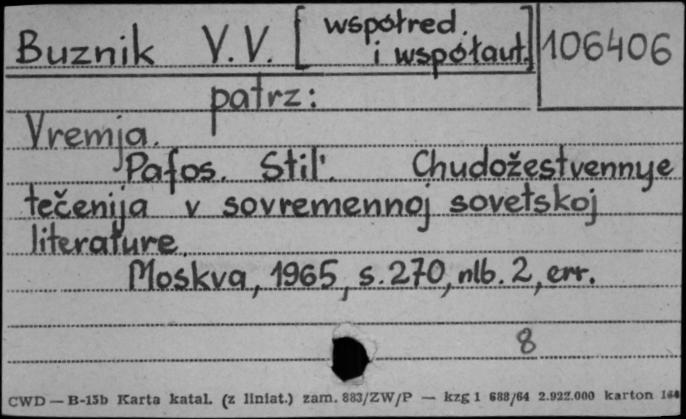 Buznik V.V. [współred. i współaut.] 106406
patrz:
Vremja.
Pafos. Stil'. Chudožestvennye
tečenija v sovremennoj sovetskoj
literature.
Moskva, 1965, s. 270, nlb. 2, err.
8
CWD — B-15b Karta katal. (z liniat.) zam. 883/ZW/P — kzg 1 688/64 2.922.000 karton